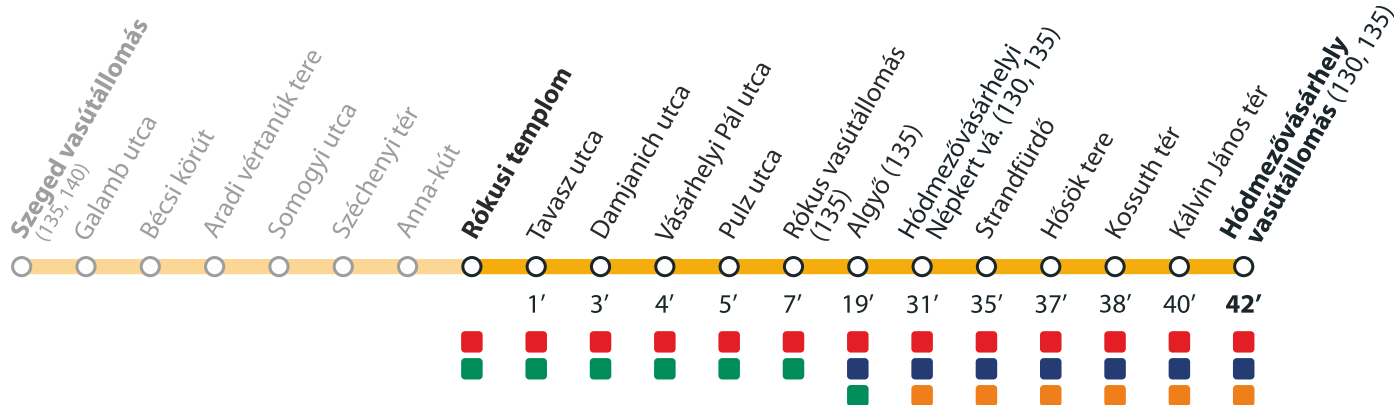 Szeged vasútállomás
(135, 140)
Galamb utca
Bécsi körút
Aradi vértanúk tere
Somogyi utca
Széchenyi tér
Anna-kút
Rókusi templom
Tavasz utca
Damjanich utca
Vásárhelyi Pál utca
Pulz utca
Rókus vasútállomás
(135)
Algyő (135)
Hódmezővásárhelyi
Népkert vá. (130, 135)
Strandfürdő
Hősök tere
Kossuth tér
Kálvin János tér
Hódmezővásárhely
vasútállomás (130, 135)
1’ 3’ 4’ 5’ 7’ 19’ 31’ 35’ 37’ 38’ 40’ 42’